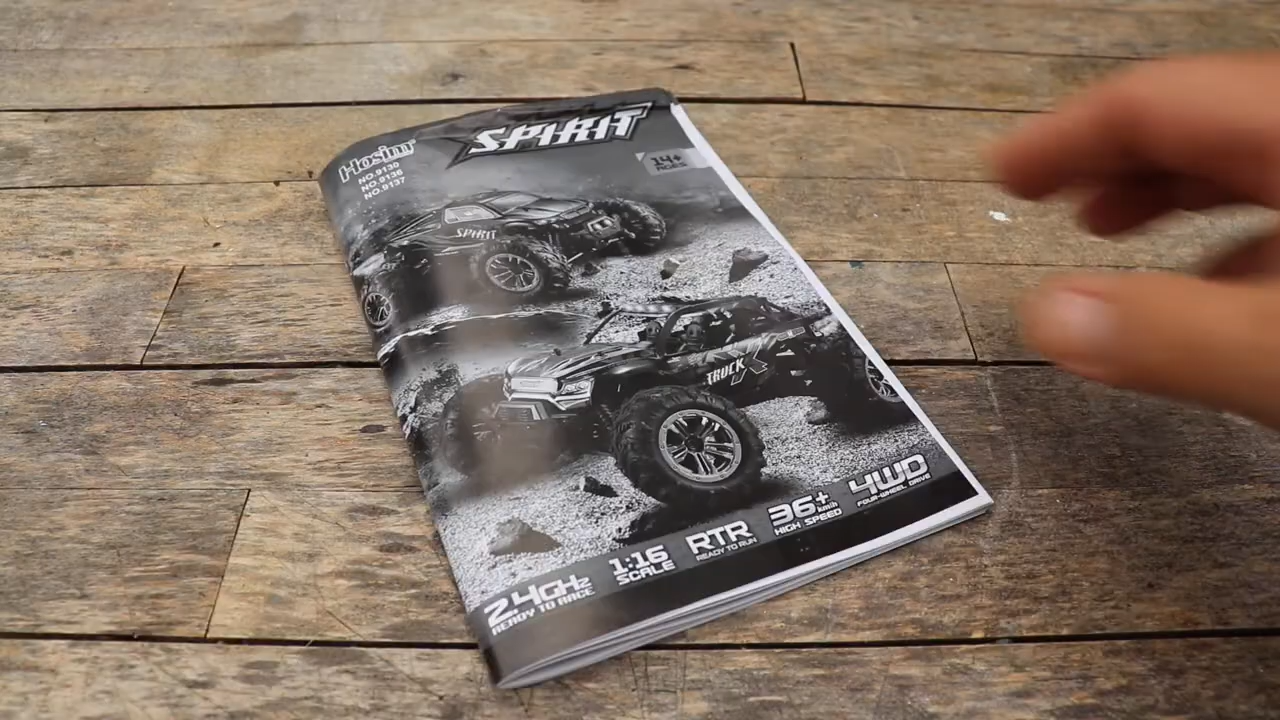 Hosim
SPIRIT
NO.9130
NO.9136
NO.9137
14+
AGES
SPIRIT
TRUCK X
2.4GHz
READY TO RACE
1:16
SCALE
RTR
READY TO RUN
36+ km/h
HIGH SPEED
4WD
FOUR-WHEEL DRIVE